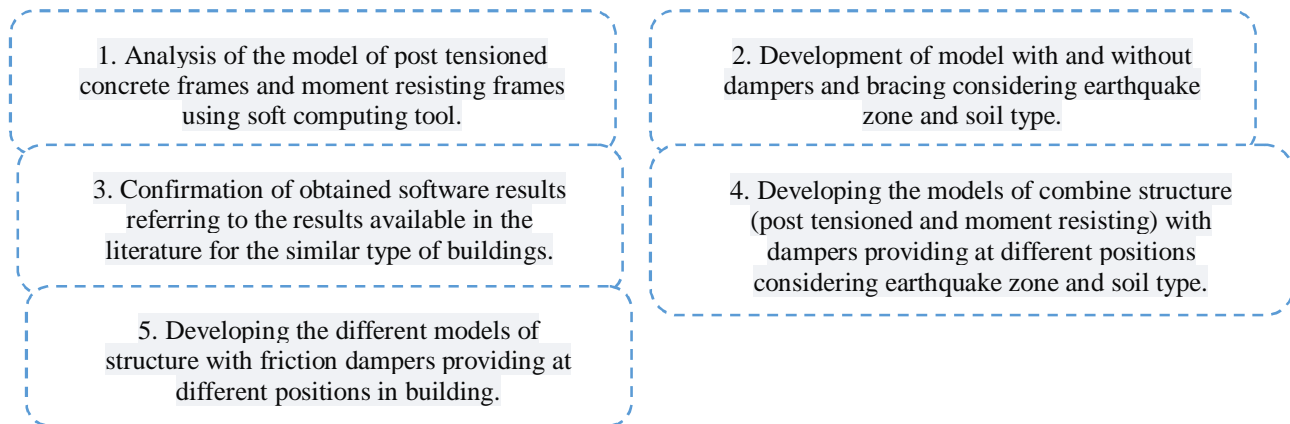 1. Analysis of the model of post tensioned
concrete frames and moment resisting frames
using soft computing tool.
2. Development of model with and without
dampers and bracing considering earthquake
zone and soil type.
3. Confirmation of obtained software results
referring to the results available in the
literature for the similar type of buildings.
4. Developing the models of combine structure
(post tensioned and moment resisting) with
dampers providing at different positions
considering earthquake zone and soil type.
5. Developing the different models of
structure with friction dampers providing at
different positions in building.